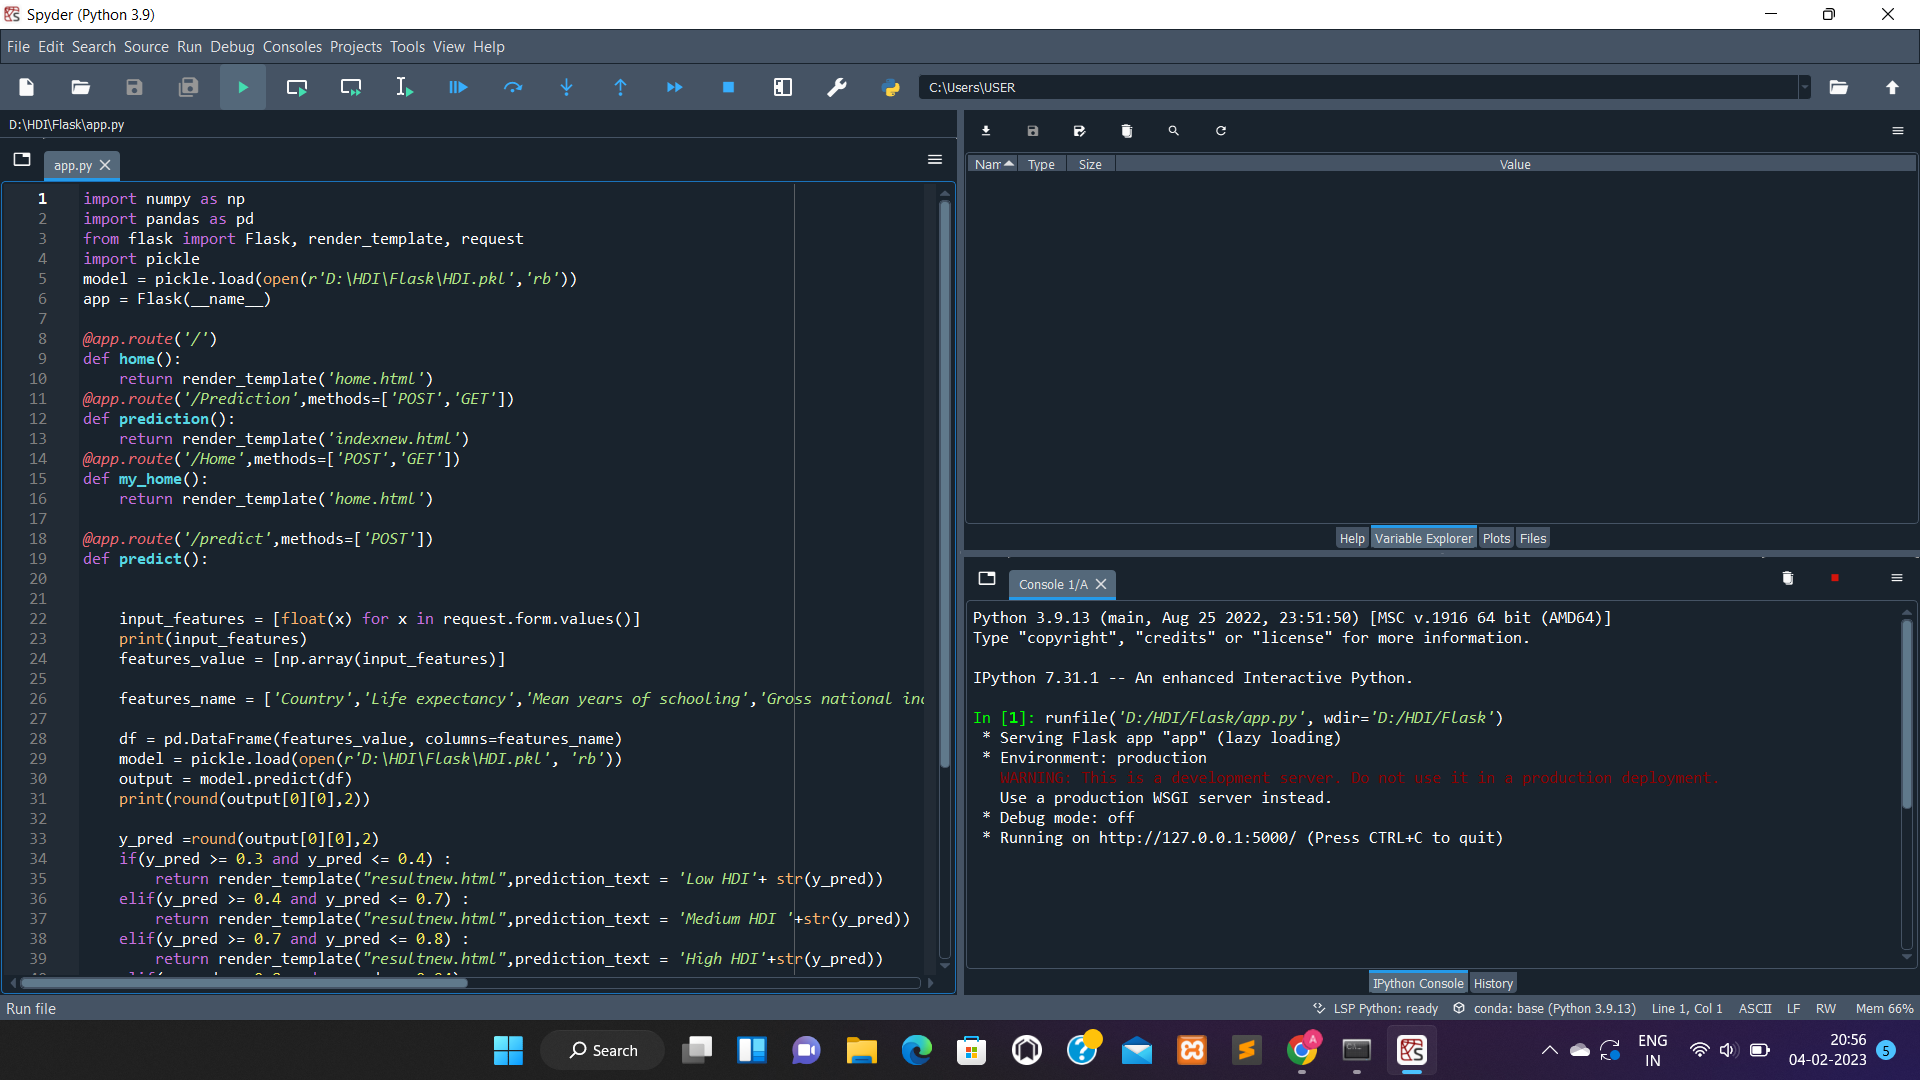 Spyder (Python 3.9)
File Edit Search Source Run Debug Consoles Projects Tools View Help
C:\Users\USER
D:\HDI\Flask\app.py
app.py
1 import numpy as np
2 import pandas as pd
3 from flask import Flask, render_template, request
4 import pickle
5 model = pickle.load(open(r'D:\HDI\Flask\HDI.pkl','rb'))
6 app = Flask(__name__)
7
8 @app.route('/')
9 def home():
10     return render_template('home.html')
11 @app.route('/Prediction',methods=['POST','GET'])
12 def prediction():
13     return render_template('indexnew.html')
14 @app.route('/Home',methods=['POST','GET'])
15 def my_home():
16     return render_template('home.html')
17
18 @app.route('/predict',methods=['POST'])
19 def predict():
20
21
22     input_features = [float(x) for x in request.form.values()]
23     print(input_features)
24     features_value = [np.array(input_features)]
25
26     features_name = ['Country','Life expectancy','Mean years of schooling','Gross national inc
27
28     df = pd.DataFrame(features_value, columns=features_name)
29     model = pickle.load(open(r'D:\HDI\Flask\HDI.pkl', 'rb'))
30     output = model.predict(df)
31     print(round(output[0][0],2))
32
33     y_pred =round(output[0][0],2)
34     if(y_pred >= 0.3 and y_pred <= 0.4) :
35         return render_template("resultnew.html",prediction_text = 'Low HDI'+ str(y_pred))
36     elif(y_pred >= 0.4 and y_pred <= 0.7) :
37         return render_template("resultnew.html",prediction_text = 'Medium HDI '+str(y_pred))
38     elif(y_pred >= 0.7 and y_pred <= 0.8) :
39         return render_template("resultnew.html",prediction_text = 'High HDI'+str(y_pred))
Nam Type Size Value
Help Variable Explorer Plots Files
Console 1/A
Python 3.9.13 (main, Aug 25 2022, 23:51:50) [MSC v.1916 64 bit (AMD64)]
Type "copyright", "credits" or "license" for more information.
IPython 7.31.1 -- An enhanced Interactive Python.
In [1]: runfile('D:/HDI/Flask/app.py', wdir='D:/HDI/Flask')
 * Serving Flask app "app" (lazy loading)
 * Environment: production
   WARNING: This is a development server. Do not use it in a production deployment.
   Use a production WSGI server instead.
 * Debug mode: off
 * Running on http://127.0.0.1:5000/ (Press CTRL+C to quit)
IPython Console History
Run file
LSP Python: ready conda: base (Python 3.9.13) Line 1, Col 1 ASCII LF RW Mem 66%
Search
A
ENG
IN
20:56
04-02-2023
5